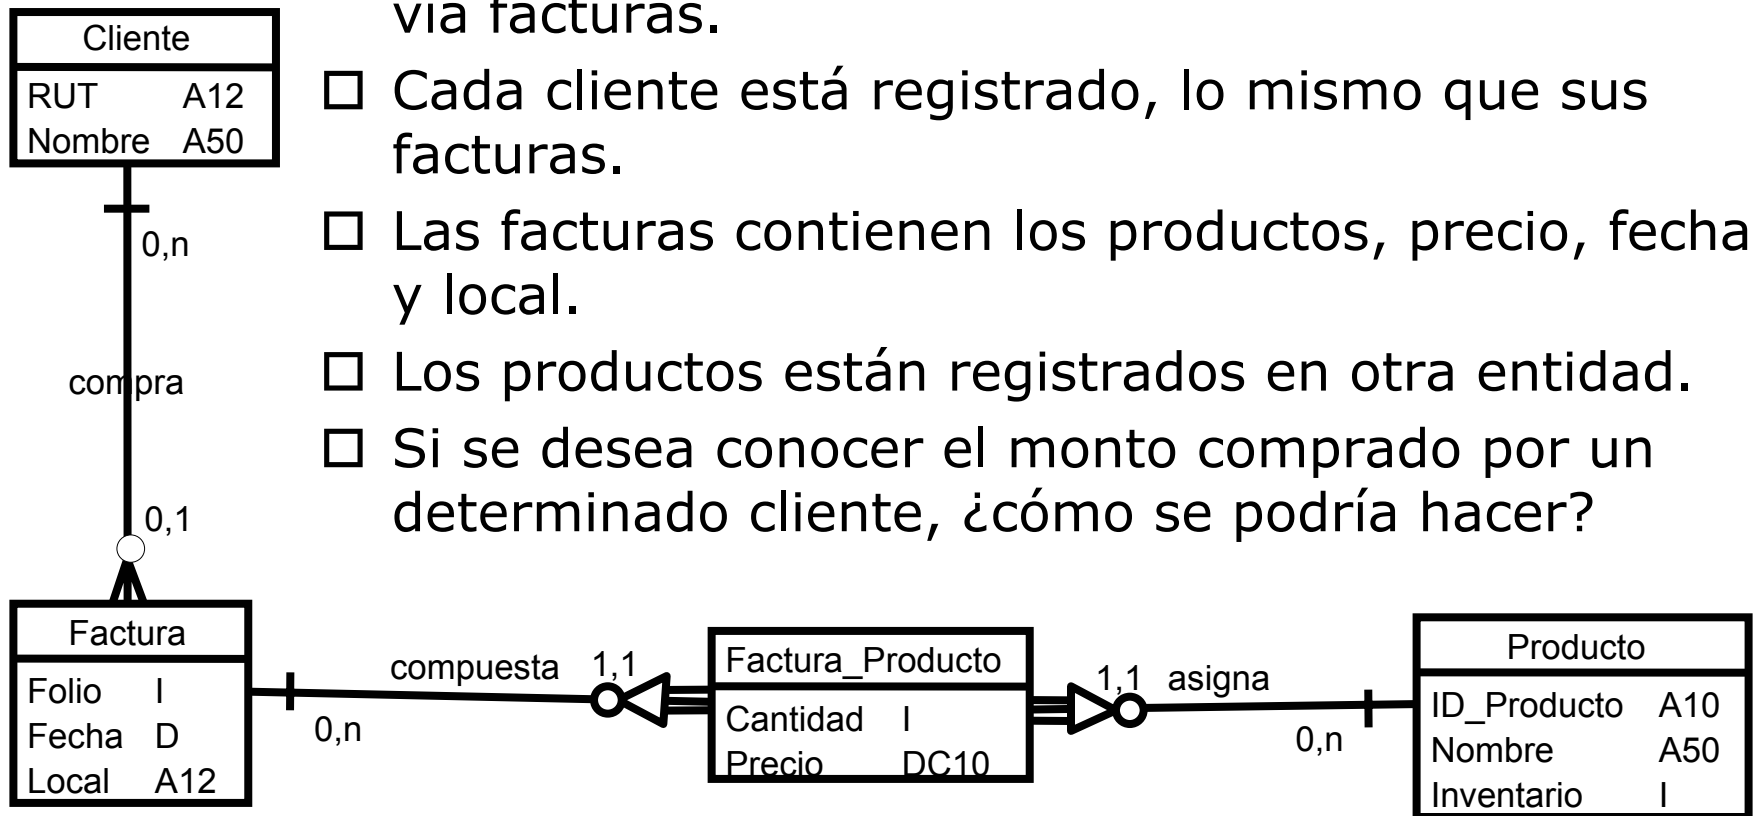 vía facturas.
Cada cliente está registrado, lo mismo que sus
facturas.
Las facturas contienen los productos, precio, fecha
y local.
Los productos están registrados en otra entidad.
Si se desea conocer el monto comprado por un
determinado cliente, ¿cómo se podría hacer?
Cliente
RUT A12
Nombre A50
0,n
compra
0,1
Factura
Folio I
Fecha D
Local A12
compuesta 1,1
0,n
Factura_Producto
Cantidad I
Precio DC10
1,1 asigna
0,n
Producto
ID_Producto A10
Nombre A50
Inventario I